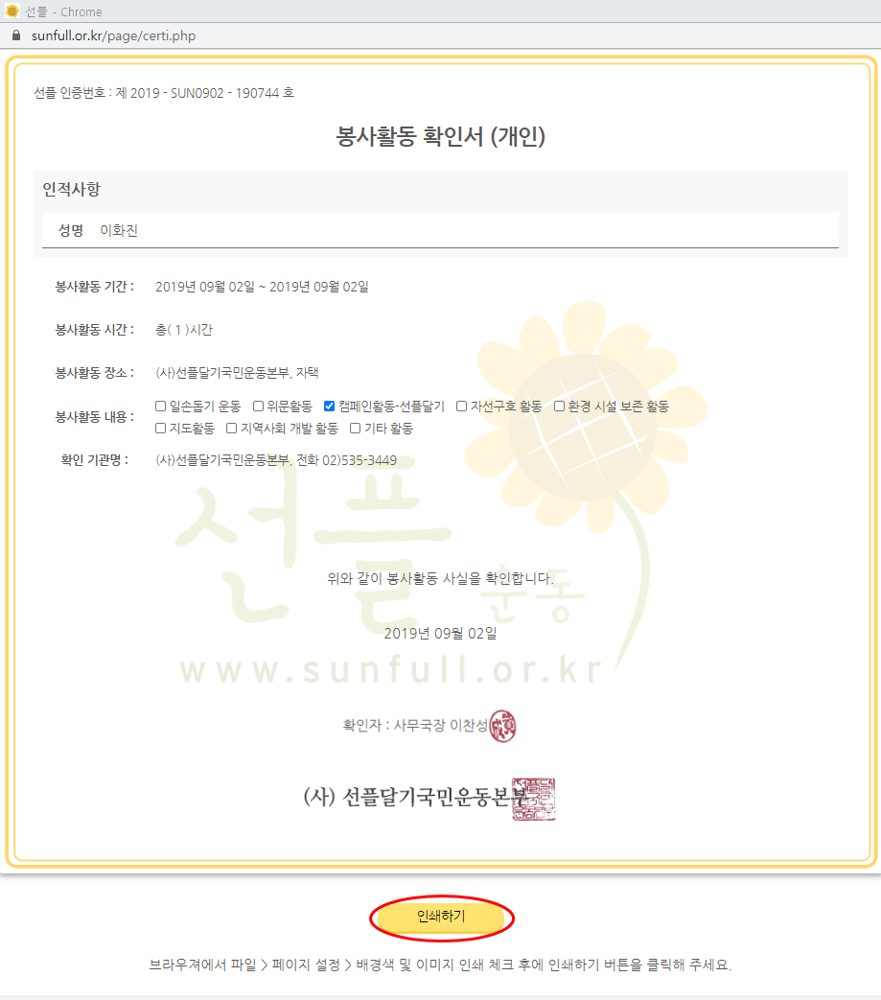 선플 - Chrome
sunfull.or.kr/page/certi.php
선플 인증번호 : 제 2019 - SUN0902 - 190744 호
봉사활동 확인서 (개인)
인적사항
성명 이화진
봉사활동 기간 : 2019년 09월 02일 ~ 2019년 09월 02일
봉사활동 시간 : 총( 1 )시간
봉사활동 장소 : (사)선플달기국민운동본부, 자택
봉사활동 내용 : 일손돕기 운동 위문활동 캠페인활동-선플달기 자선구호 활동 환경 시설 보존 활동
지도활동 지역사회 개발 활동 기타 활동
확인 기관명 : (사)선플달기국민운동본부, 전화 02)535-3449
선플 운동
위와 같이 봉사활동 사실을 확인합니다.
2019년 09월 02일
www.sunfull.or.kr
확인자 : 사무국장 이찬성
(사) 선플달기국민운동본부
인쇄하기
브라우져에서 파일 > 페이지 설정 > 배경색 및 이미지 인쇄 체크 후에 인쇄하기 버튼을 클릭해 주세요.